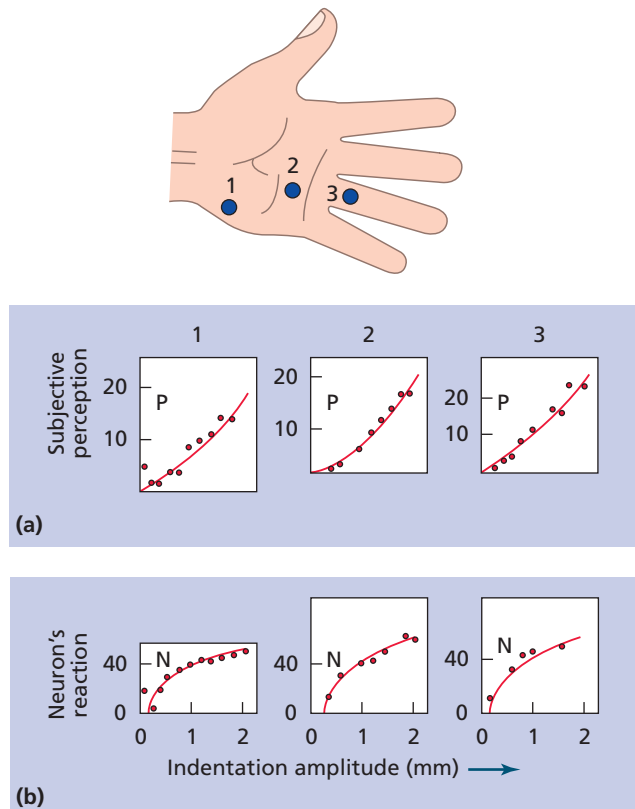 1
2
3
1 2 3
Subjective
perception
20
10
P
20
10
P
20
10
P
(a)
Neuron's
reaction
40
0
N
40
0
N
40
0
N
0 1 2 0 1 2 0 1 2
Indentation amplitude (mm)
(b)